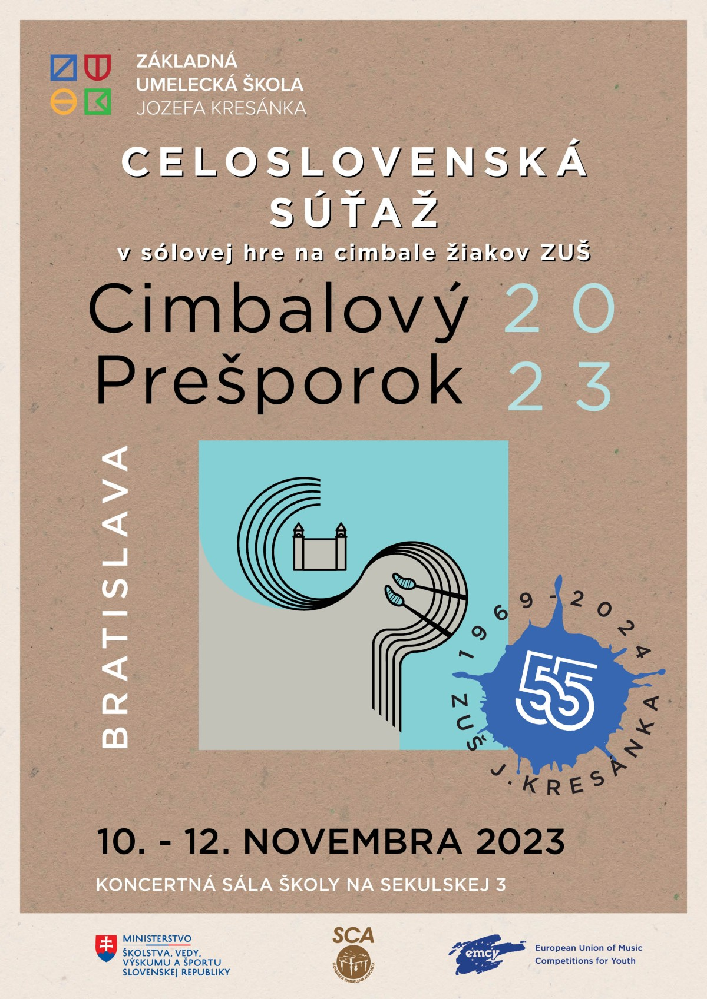 ZÁKLADNÁ
UMELECKÁ ŠKOLA
JOZEFA KRESÁNKA
CELOSLOVENSKÁ
SÚŤAŽ
v sólovej hre na cimbale žiakov ZUŠ
Cimbalový 20
Prešporok 23
BRATISLAVA
1969-2024
55
ZUŠ J.KRESÁNKA
10. - 12. NOVEMBRA 2023
KONCERTNÁ SÁLA ŠKOLY NA SEKULSKEJ 3
MINISTERSTVO
ŠKOLSTVA, VEDY,
VÝSKUMU A ŠPORTU
SLOVENSKEJ REPUBLIKY
SCA
SLOVENSKÁ CIMBALOVÁ ASOCIÁCIA
emcy
European Union of Music
Competitions for Youth